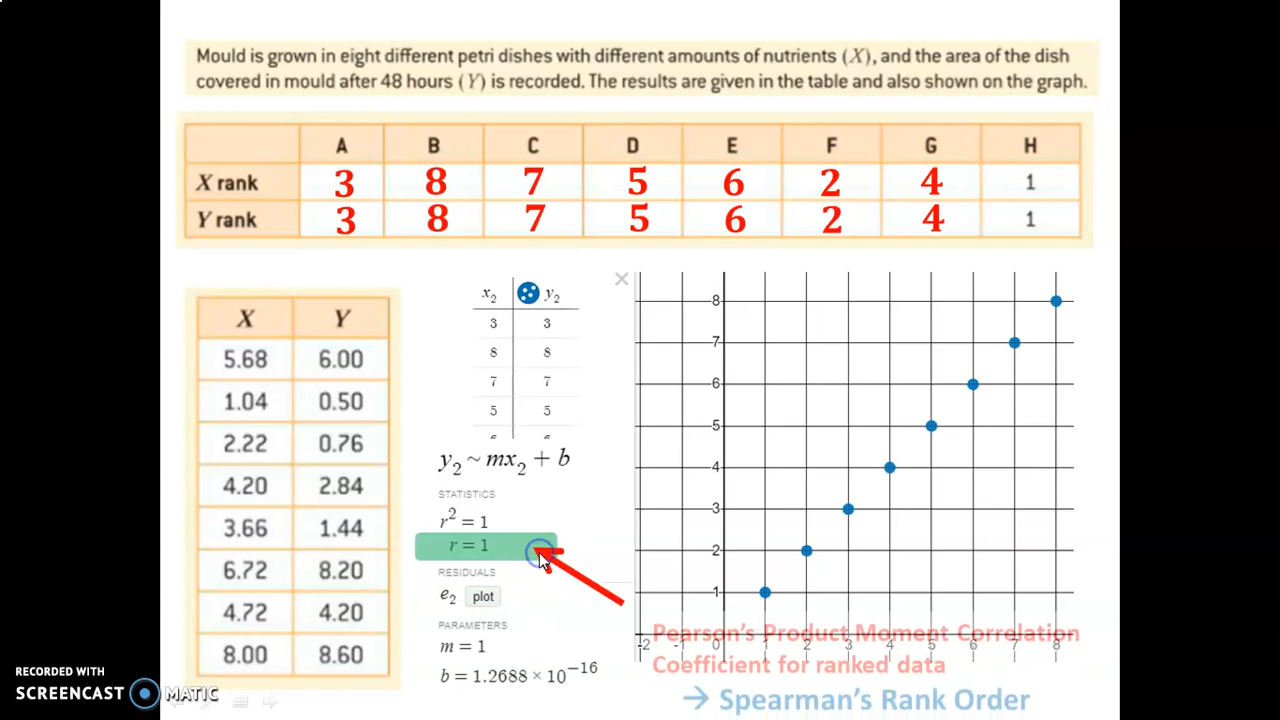 Mould is grown in eight different petri dishes with different amounts of nutrients (X), and the area of the dish
covered in mould after 48 hours (Y) is recorded. The results are given in the table and also shown on the graph.
A B C D E F G H
X rank 3 8 7 5 6 2 4 1
Y rank 3 8 7 5 6 2 4 1
X Y
5.68 6.00
1.04 0.50
2.22 0.76
4.20 2.84
3.66 1.44
6.72 8.20
4.72 4.20
8.00 8.60
x₂ y₂
3 3
8 8
7 7
5 5
y₂ ~ mx₂ + b
STATISTICS
r² = 1
r = 1
RESIDUALS
e₂ plot
PARAMETERS
m = 1
b = 1.2688 × 10⁻¹⁶
8
7
6
5
4
3
2
1
-2 -1 0 1 2 3 4 5 6 7 8
Pearson's Product Moment Correlation
Coefficient for ranked data
→ Spearman's Rank Order
RECORDED WITH
SCREENCAST MATIC